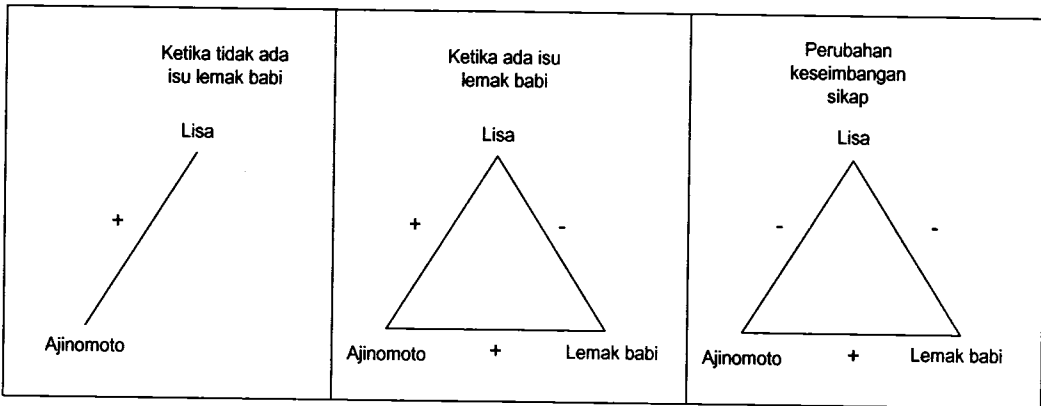 Ketika tidak ada
isu lemak babi
Lisa
+
Ajinomoto
Ketika ada isu
lemak babi
Lisa
+
-
Ajinomoto
+
Lemak babi
Perubahan
keseimbangan
sikap
Lisa
-
-
Ajinomoto
+
Lemak babi